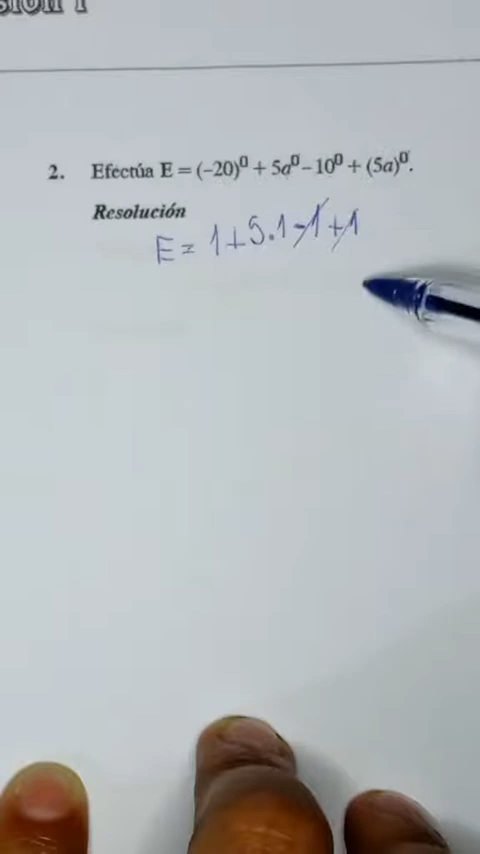 2. Efectúa E = (–20)⁰ + 5a⁰ – 10⁰ + (5a)⁰.
Resolución
E = 1+5.1-1+1